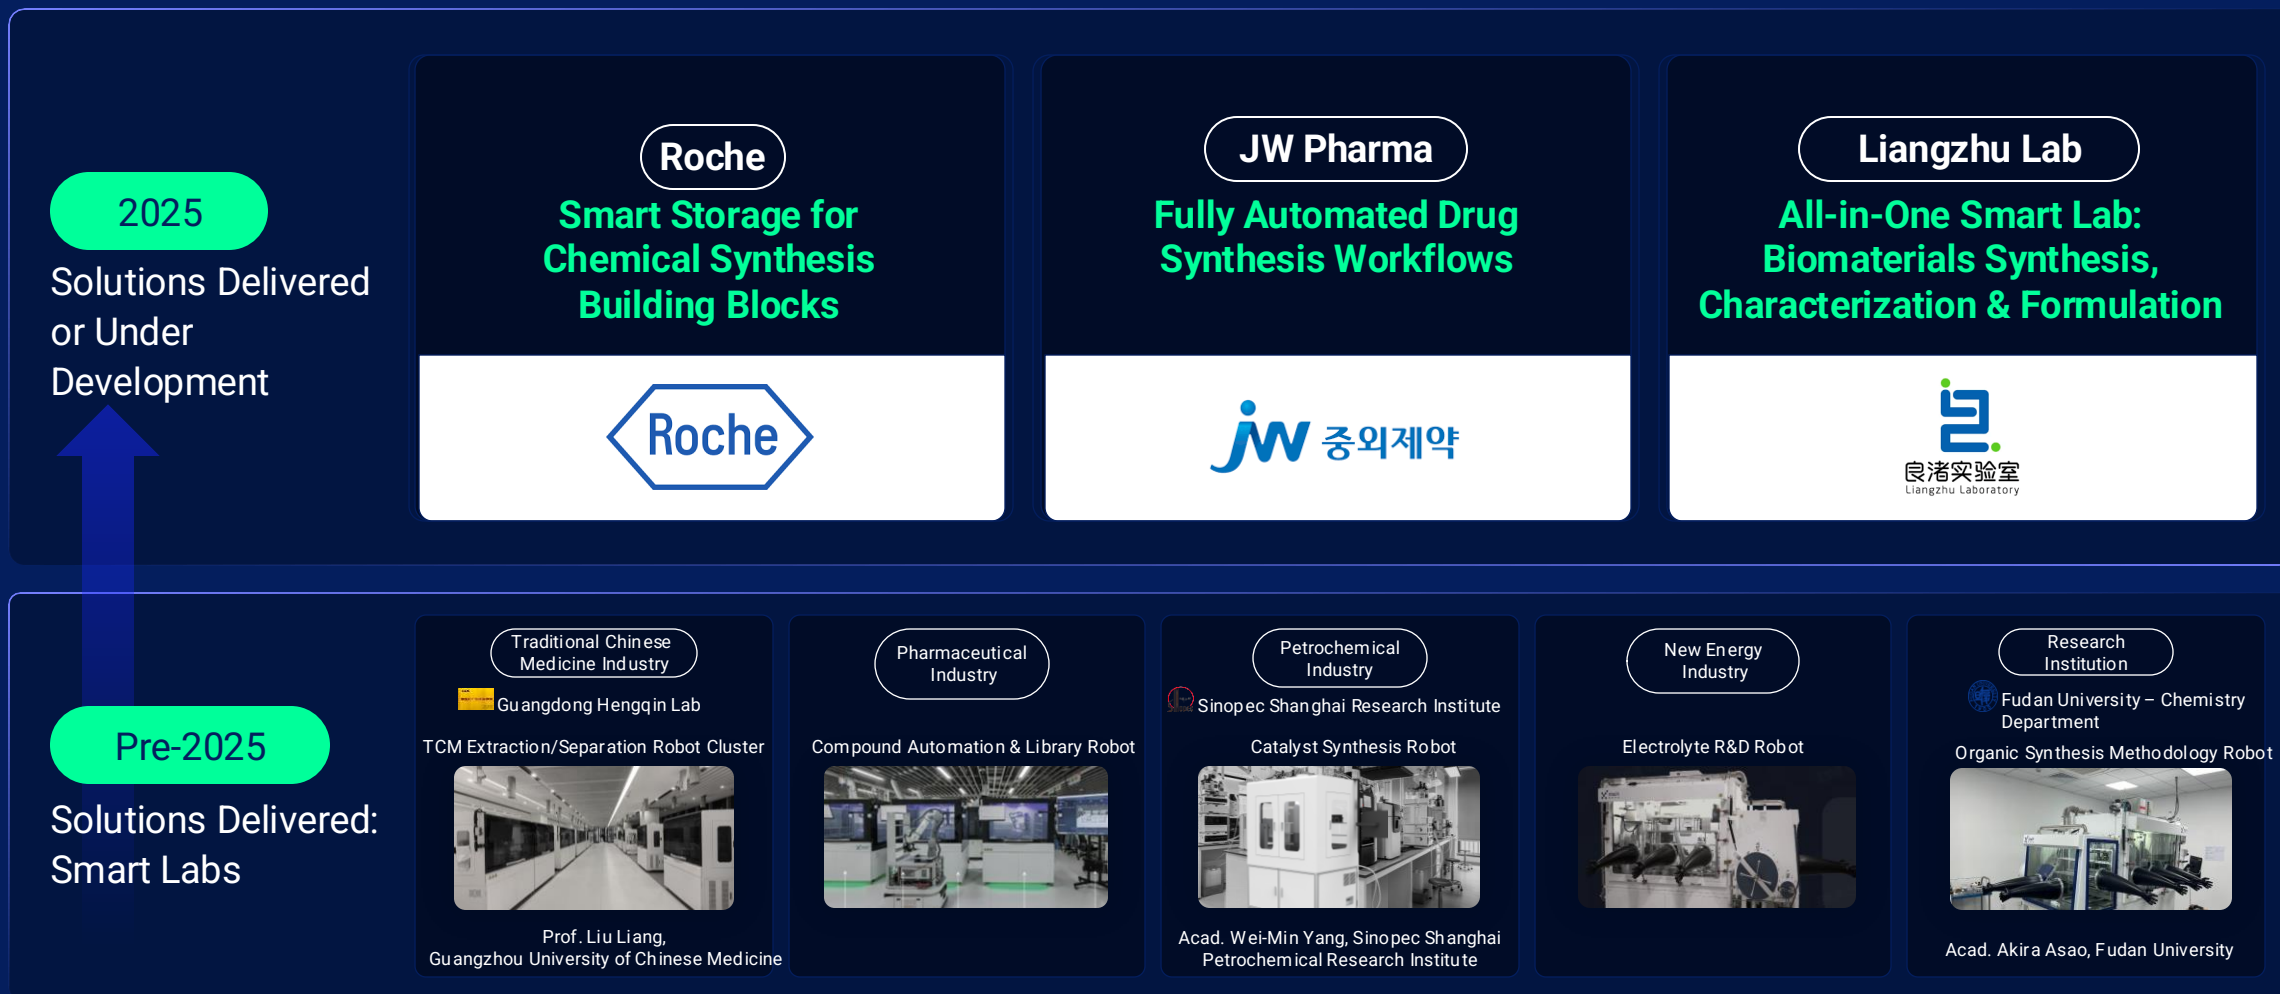 2025
Solutions Delivered
or Under
Development
Roche
Smart Storage for
Chemical Synthesis
Building Blocks
Roche
JW Pharma
Fully Automated Drug
Synthesis Workflows
jw 중외제약
Liangzhu Lab
All-in-One Smart Lab:
Biomaterials Synthesis,
Characterization & Formulation
良渚实验室
Liangzhu Laboratory
Pre-2025
Solutions Delivered:
Smart Labs
Traditional Chinese
Medicine Industry
Guangdong Hengqin Lab
TCM Extraction/Separation Robot Cluster
Prof. Liu Liang,
Guangzhou University of Chinese Medicine
Pharmaceutical
Industry
Compound Automation & Library Robot
Petrochemical
Industry
Sinopec Shanghai Research Institute
Catalyst Synthesis Robot
Acad. Wei-Min Yang, Sinopec Shanghai
Petrochemical Research Institute
New Energy
Industry
Electrolyte R&D Robot
Research
Institution
Fudan University – Chemistry
Department
Organic Synthesis Methodology Robot
Acad. Akira Asao, Fudan University